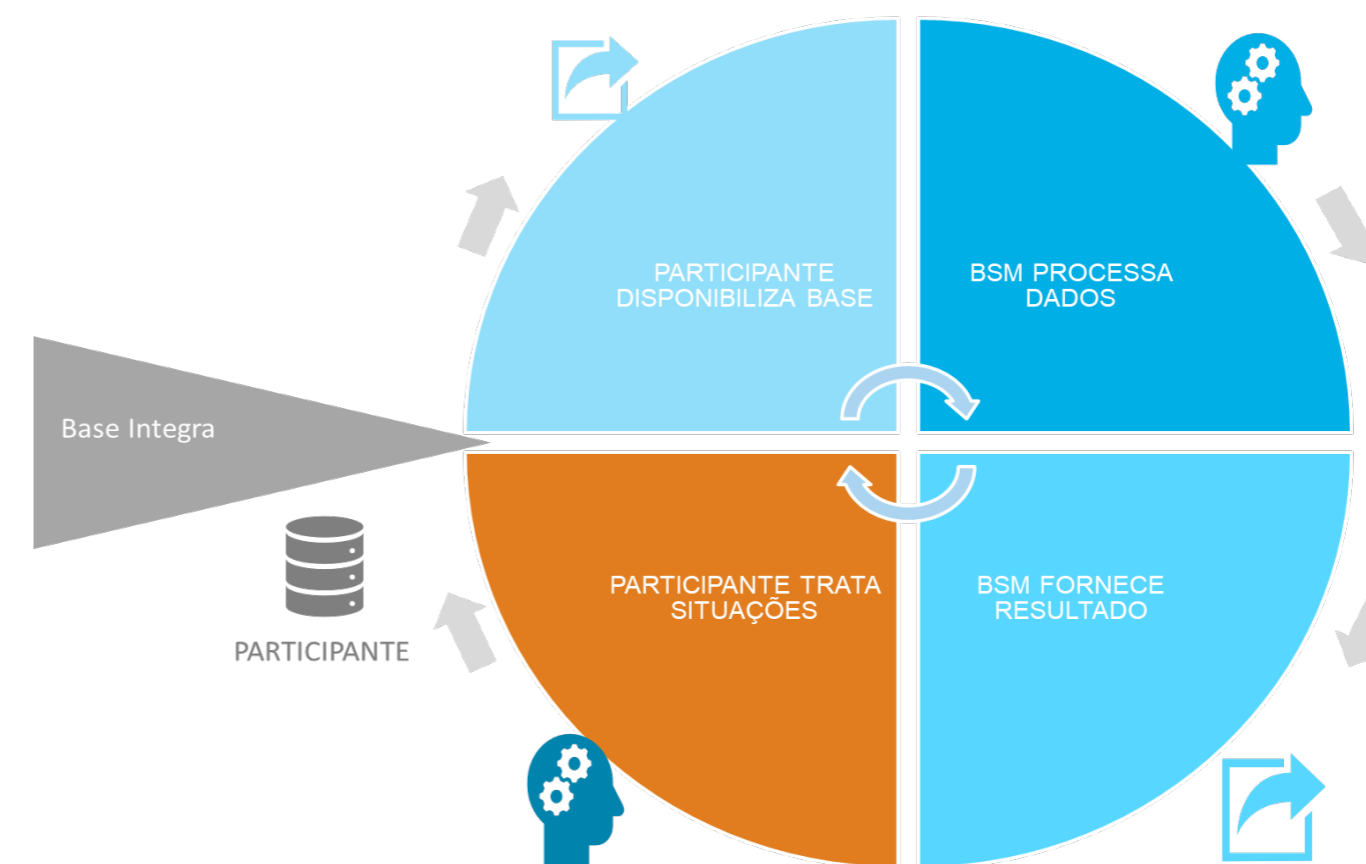 PARTICIPANTE
DISPONIBILIZA BASE
BSM PROCESSA
DADOS
Base Integra
PARTICIPANTE TRATA
SITUAÇÕES
BSM FORNECE
RESULTADO
PARTICIPANTE